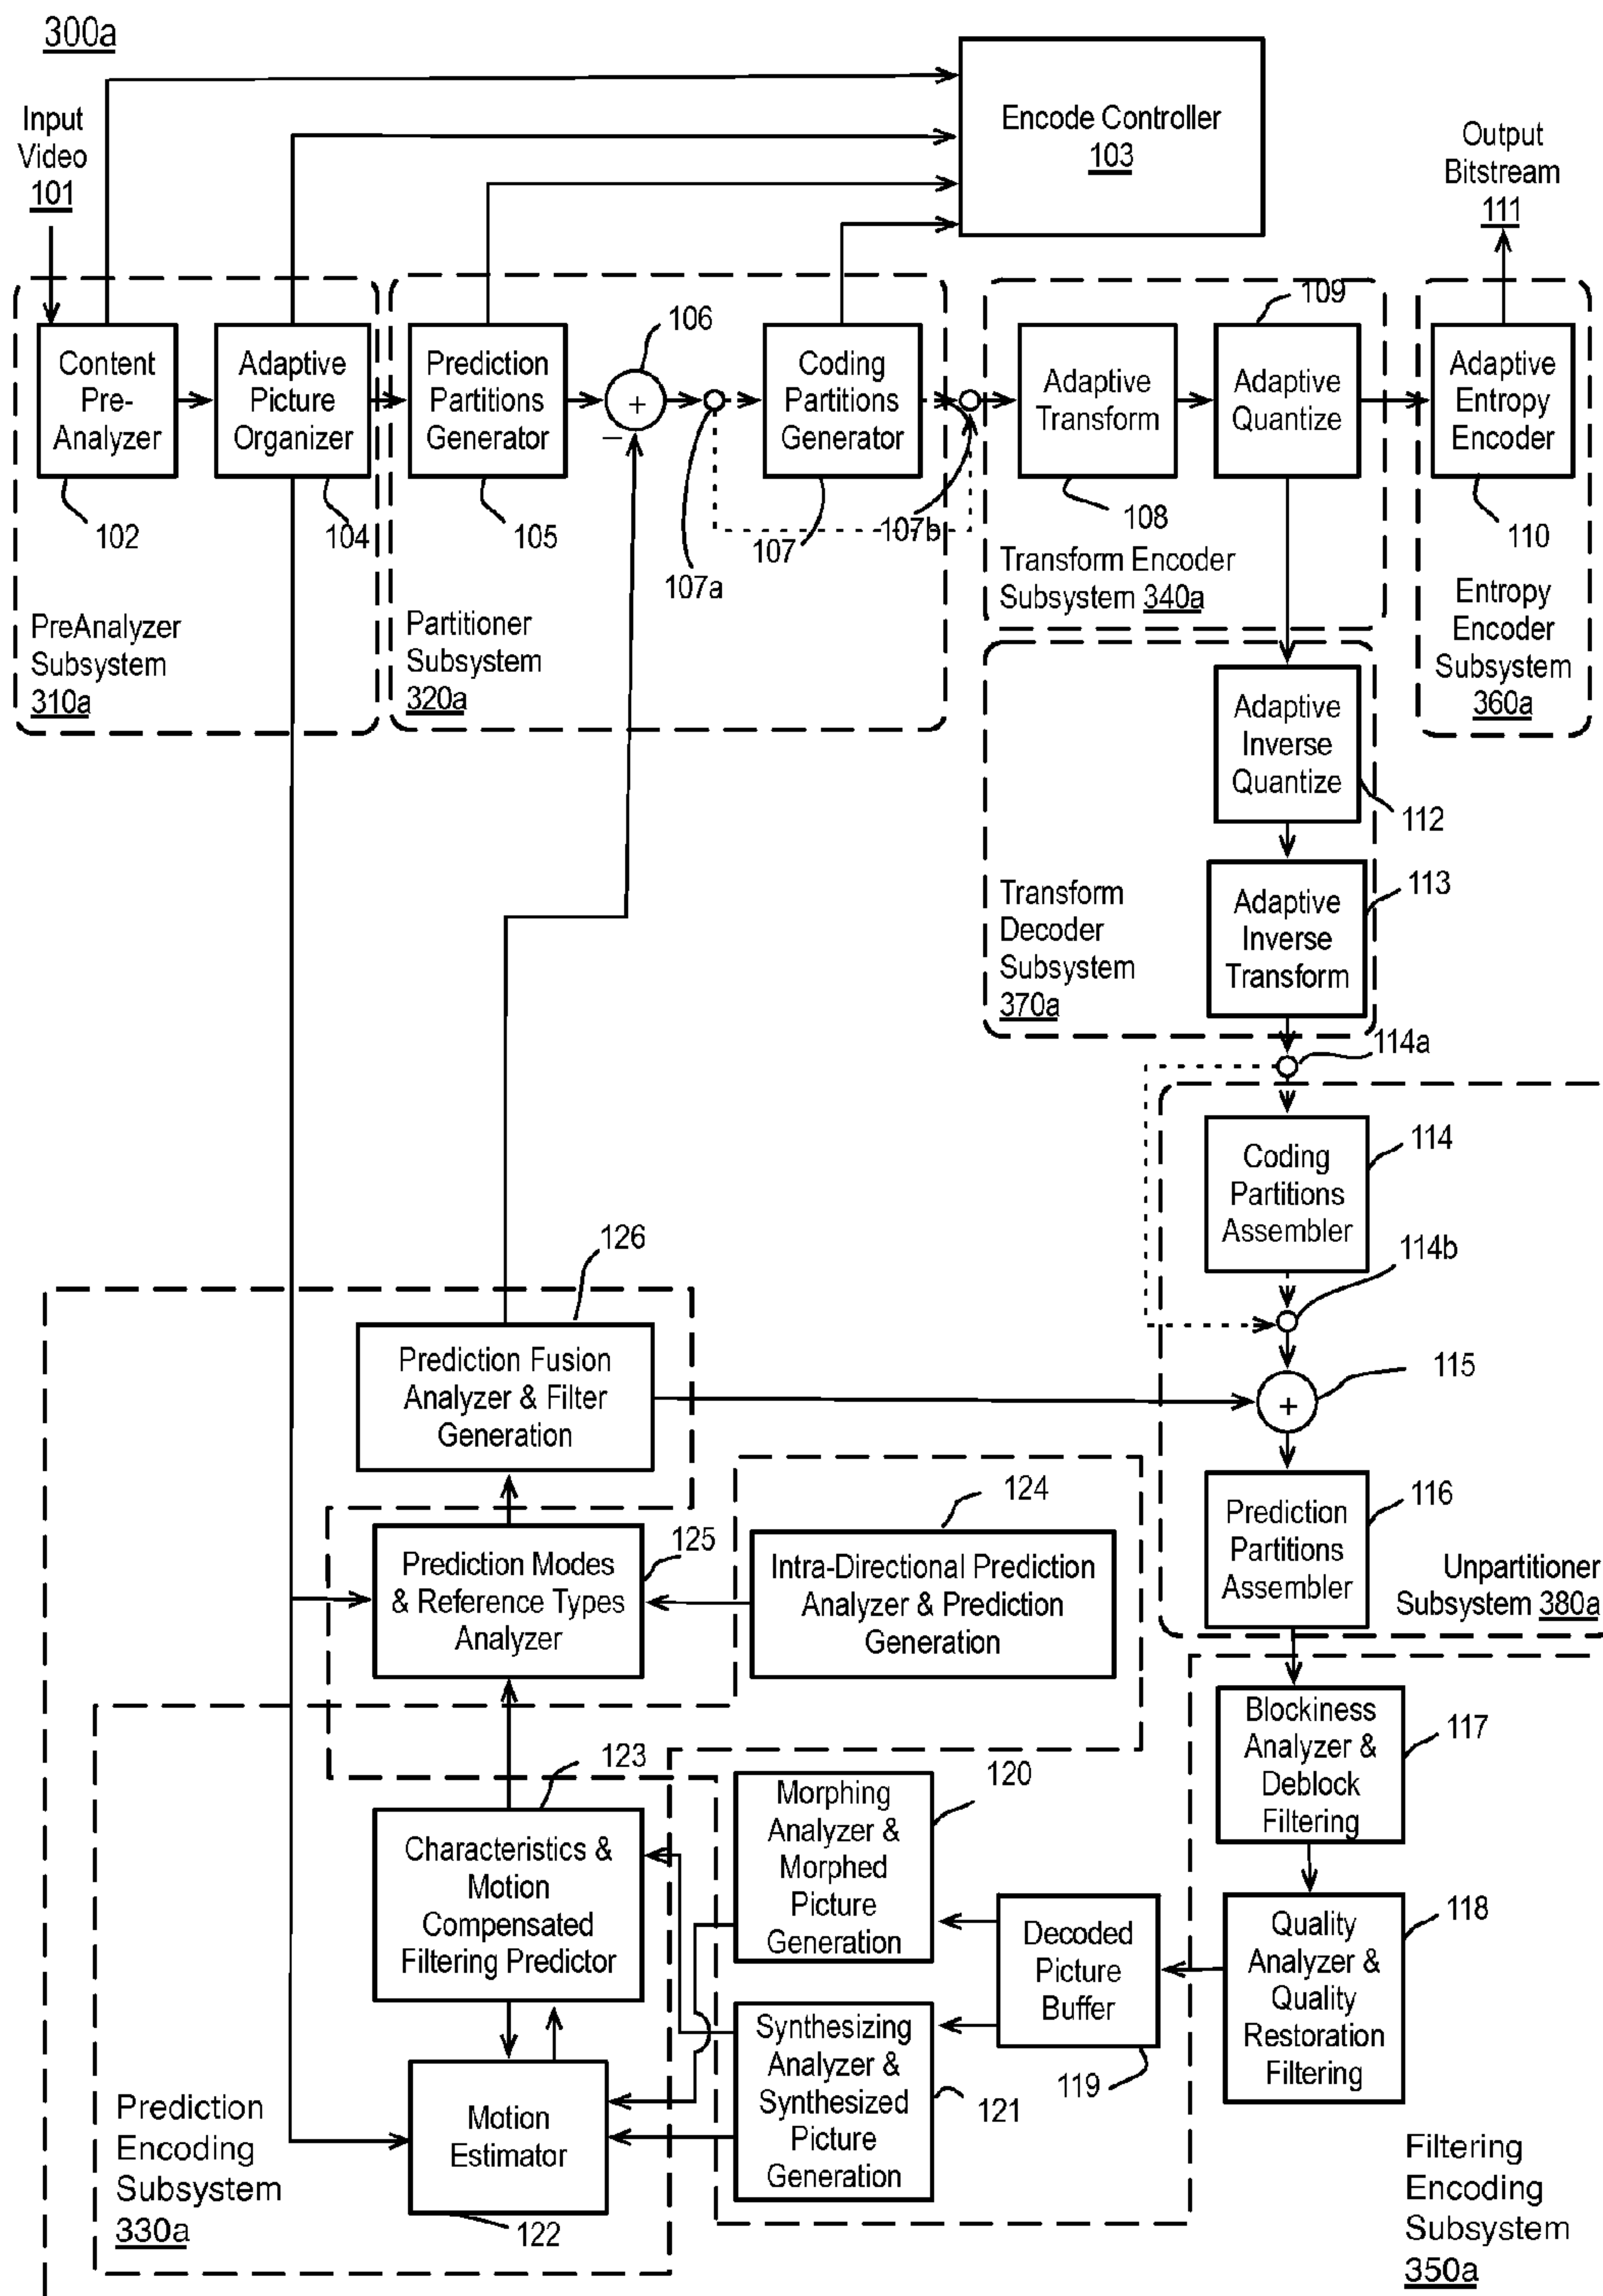 300a
Input
Video
101
Encode Controller
103
Output
Bitstream
111
Content
Pre-
Analyzer
102
Adaptive
Picture
Organizer
104
PreAnalyzer
Subsystem
310a
Prediction
Partitions
Generator
105
+
−
106
107a
Coding
Partitions
Generator
107
107b
Partitioner
Subsystem
320a
Adaptive
Transform
108
Adaptive
Quantize
109
Transform Encoder
Subsystem 340a
Adaptive
Entropy
Encoder
110
Entropy
Encoder
Subsystem
360a
Adaptive
Inverse
Quantize
112
Adaptive
Inverse
Transform
113
Transform
Decoder
Subsystem
370a
114a
Coding
Partitions
Assembler
114
114b
+
115
Prediction
Partitions
Assembler
116
Unpartitioner
Subsystem 380a
126
Prediction Fusion
Analyzer & Filter
Generation
Prediction Modes
& Reference Types
Analyzer
125
124
Intra-Directional Prediction
Analyzer & Prediction
Generation
Blockiness
Analyzer &
Deblock
Filtering
117
Quality
Analyzer &
Quality
Restoration
Filtering
118
Decoded
Picture
Buffer
119
Morphing
Analyzer &
Morphed
Picture
Generation
120
Synthesizing
Analyzer &
Synthesized
Picture
Generation
121
123
Characteristics &
Motion
Compensated
Filtering Predictor
Motion
Estimator
122
Prediction
Encoding
Subsystem
330a
Filtering
Encoding
Subsystem
350a